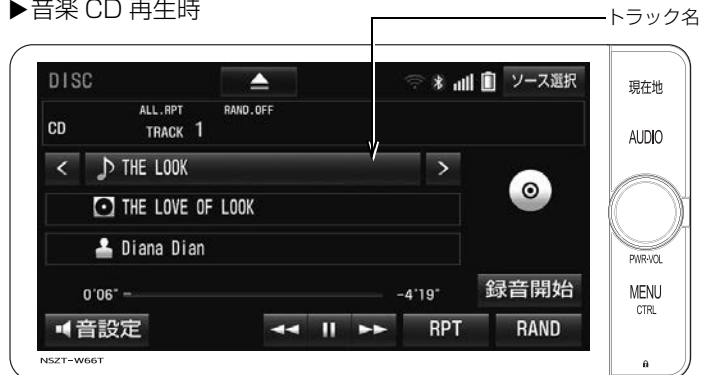 ▶音楽 CD 再生時
トラック名
DISC
ソース選択
ALL.RPT RAND.OFF
CD TRACK 1
< THE LOOK >
THE LOVE OF LOOK
Diana Dian
0'06" -4'19"
録音開始
音設定
RPT
RAND
現在地
AUDIO
PWR·VOL
MENU
CTRL
NSZT-W66T